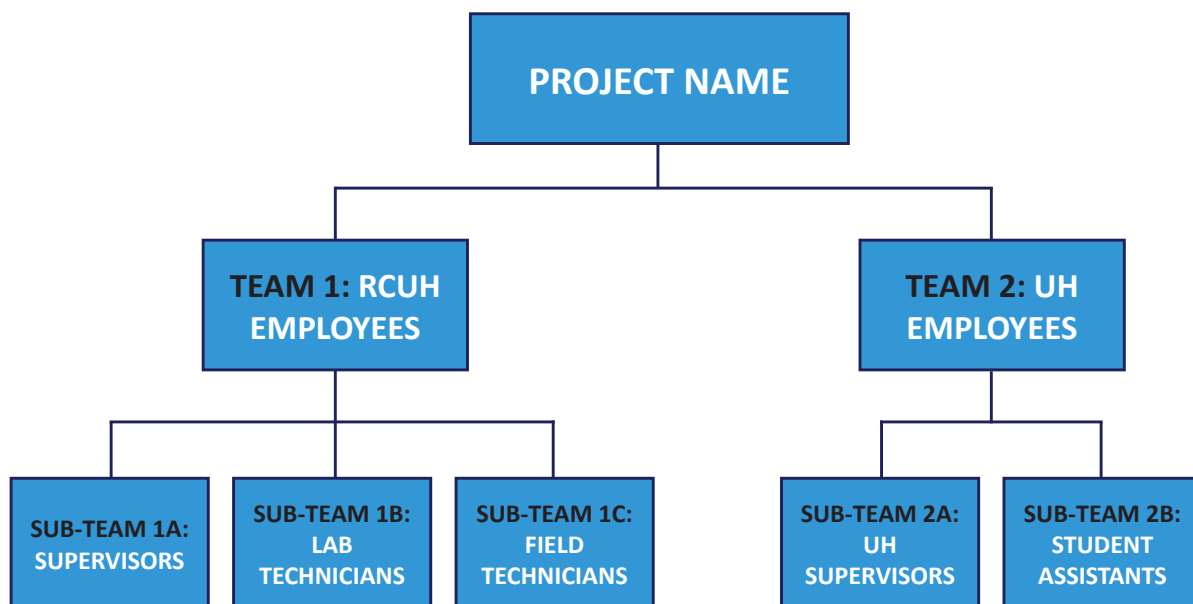 PROJECT NAME
TEAM 1: RCUH
EMPLOYEES
TEAM 2: UH
EMPLOYEES
SUB-TEAM 1A:
SUPERVISORS
SUB-TEAM 1B:
LAB
TECHNICIANS
SUB-TEAM 1C:
FIELD
TECHNICIANS
SUB-TEAM 2A:
UH
SUPERVISORS
SUB-TEAM 2B:
STUDENT
ASSISTANTS